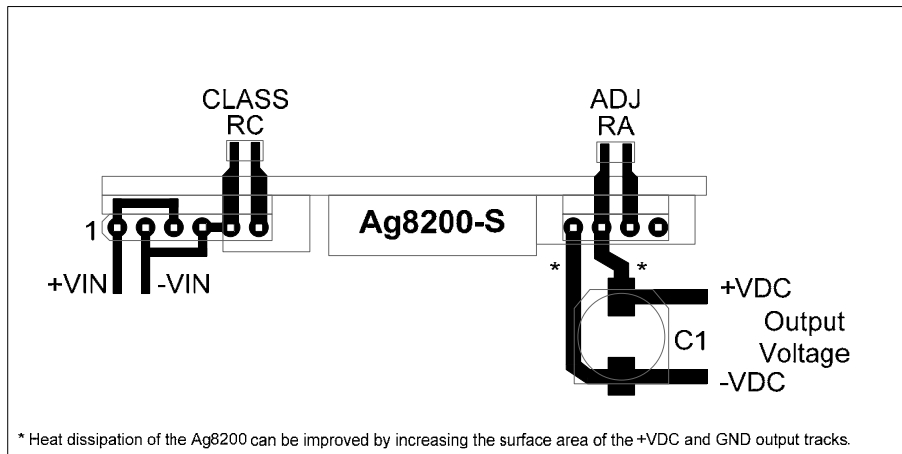 CLASS
RC
ADJ
RA
Ag8200-S
1
+VIN
-VIN
*
*
+VDC
C1
Output
Voltage
-VDC
* Heat dissipation of the Ag8200 can be improved by increasing the surface area of the +VDC and GND output tracks.